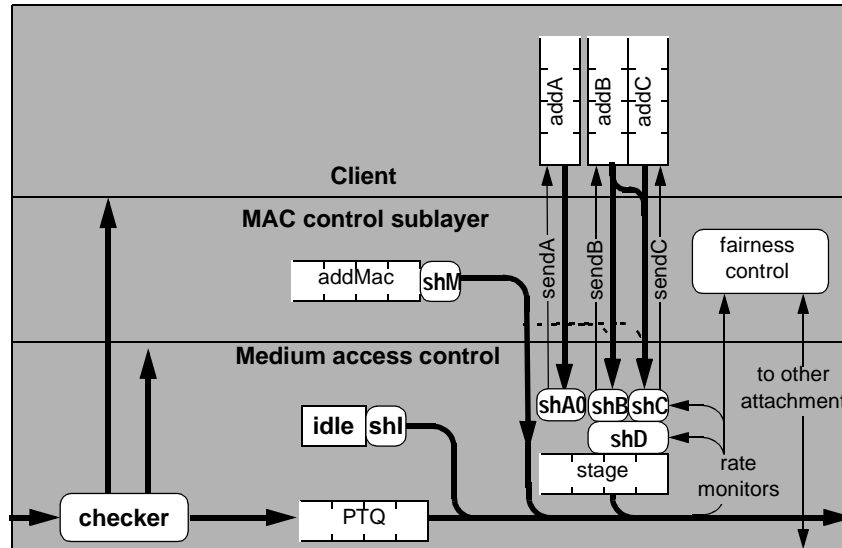 addA
addB
addC
Client
MAC control sublayer
addMac
shM
sendA
sendB
sendC
fairness
control
Medium access control
to other
attachment
idle
shI
shA0
shB
shC
shD
stage
rate
monitors
checker
PTQ